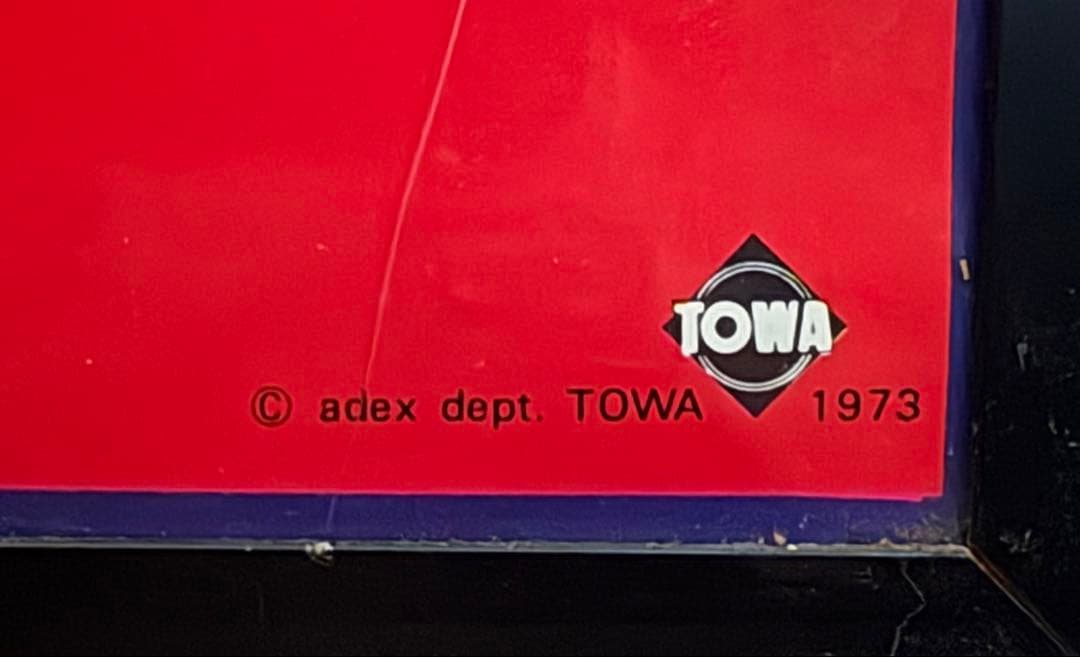 TOWA
© adex dept. TOWA 1973